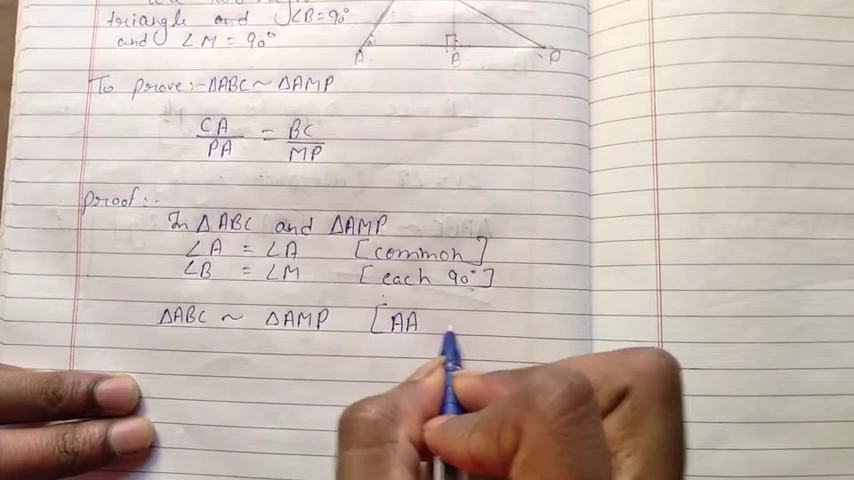 triangle and ∠B=90°
and ∠M = 90°
A B P
To prove:- ΔABC ~ ΔAMP
CA/PA = BC/MP
Proof:-
In ΔABC and ΔAMP
∠A = ∠A [common]
∠B = ∠M [each 90°]
ΔABC ~ ΔAMP [AA